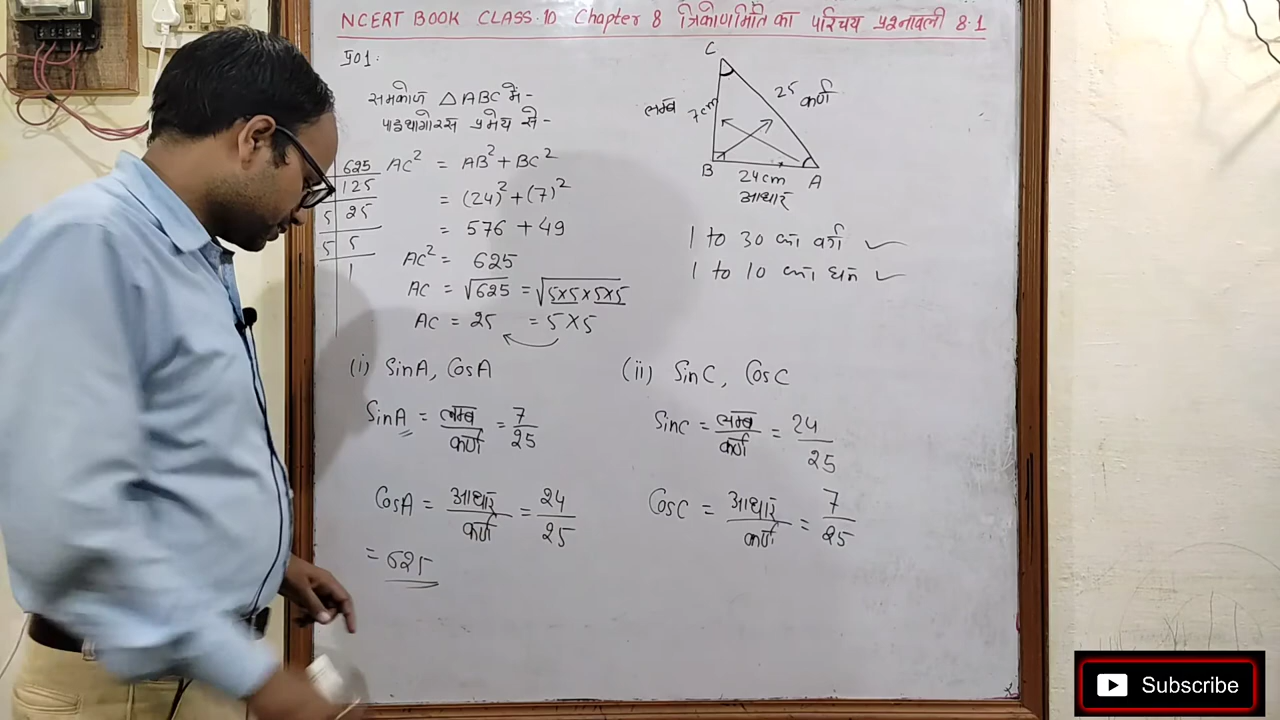 NCERT BOOK CLASS.10 Chapter 8 त्रिकोणमिति का परिचय प्रश्नावली 8.1
प्र01:
समकोण △ABC में-
पाइथागोरस प्रमेय से-
AC² = AB² + BC²
= (24)² + (7)²
= 576 + 49
AC² = 625
AC = √625 = √5×5×5×5
AC = 25 = 5×5
625
125
5 25
5 5
1
C
लम्ब 7cm
25 कर्ण
B 24cm A
आधार
1 to 30 का वर्ग ✓
1 to 10 का घन ✓
(i) SinA, CosA
SinA = लम्ब/कर्ण = 7/25
CosA = आधार/कर्ण = 24/25
= 625
(ii) SinC, CosC
SinC = लम्ब/कर्ण = 24/25
CosC = आधार/कर्ण = 7/25
Subscribe